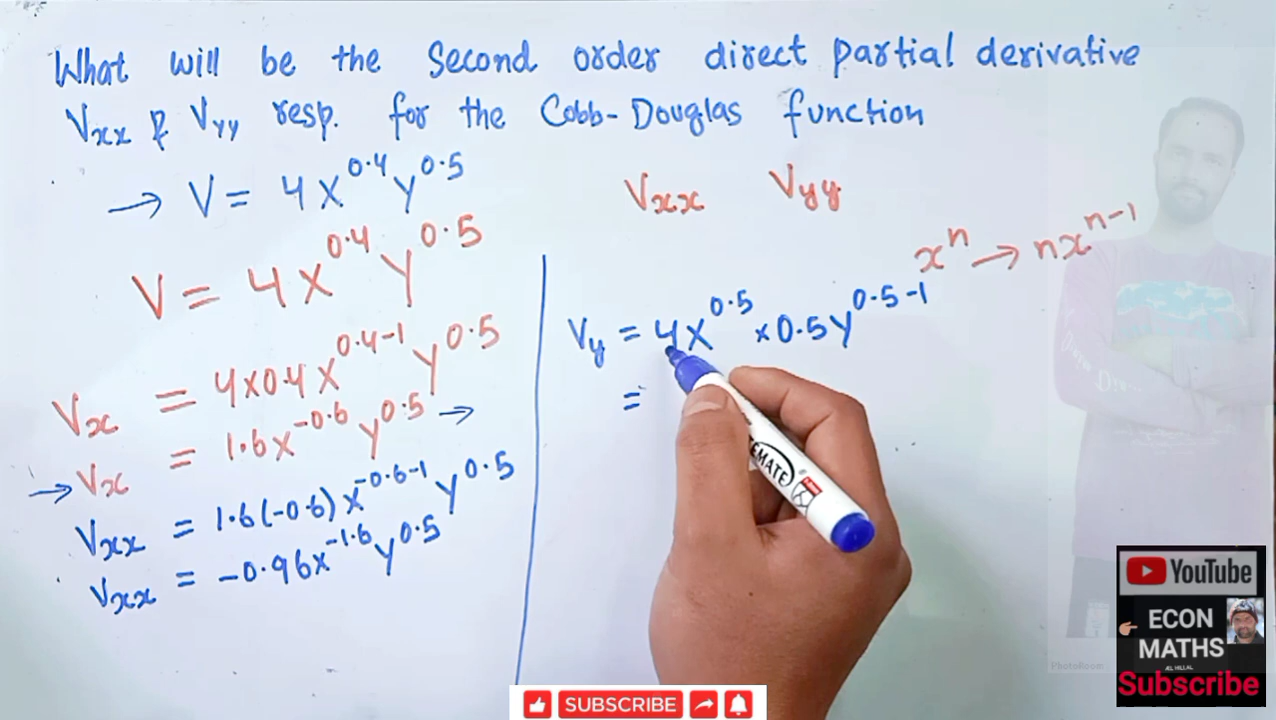 What will be the Second order direct partial derivative
Vxx & Vyy resp. for the Cobb-Douglas function
→ V = 4x^0.4 y^0.5
Vxx Vyy
V = 4x^0.4 y^0.5
x^n → nx^n-1
Vx = 4×0.4x^0.4-1 y^0.5
→ Vx = 1.6x^-0.6 y^0.5 →
Vxx = 1.6(-0.6)x^-0.6-1 y^0.5
Vxx = -0.96x^-1.6 y^0.5
Vy = 4x^0.5 × 0.5y^0.5-1
=
TEMATE
PhotoRoom
YouTube
ECON
MATHS
Subscribe
SUBSCRIBE